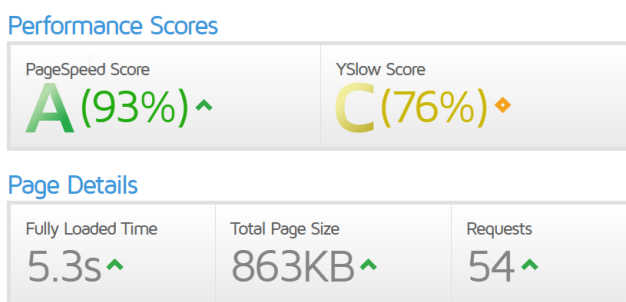 Performance Scores
PageSpeed Score
YSlow Score
A (93%)
C (76%)
Page Details
Fully Loaded Time
Total Page Size
Requests
5.3s
863KB
54